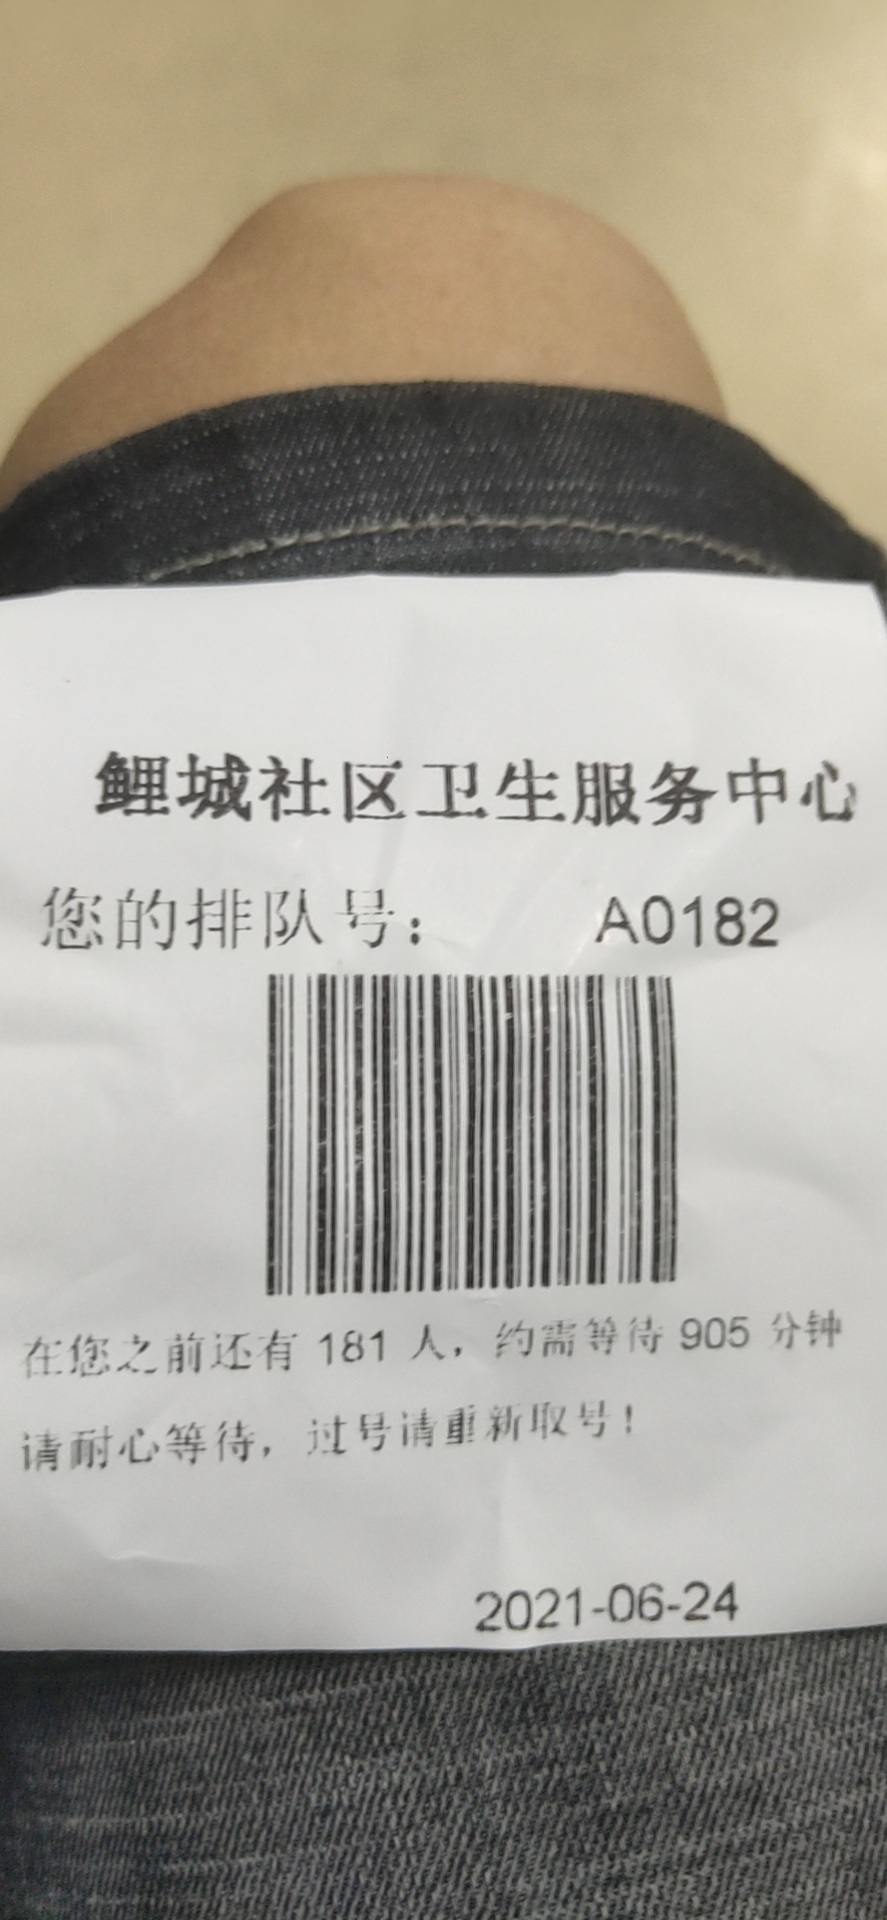 鲤城社区卫生服务中心
您的排队号： A0182
在您之前还有 181 人，约需等待 905 分钟
请耐心等待，过号请重新取号！
2021-06-24